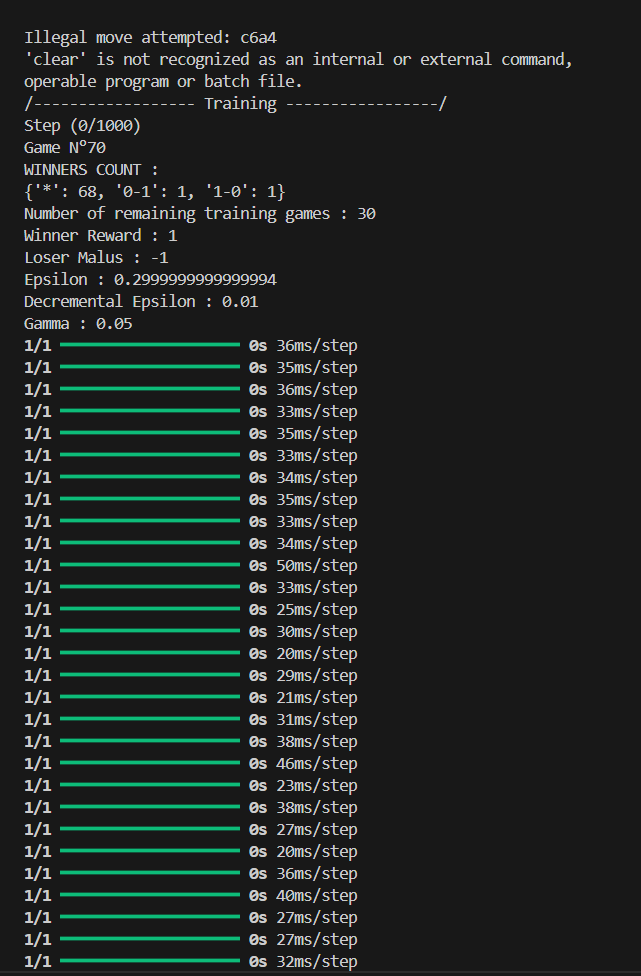 Illegal move attempted: c6a4
'clear' is not recognized as an internal or external command,
operable program or batch file.
/------------------ Training -----------------/
Step (0/1000)
Game N°70
WINNERS COUNT :
{'*': 68, '0-1': 1, '1-0': 1}
Number of remaining training games : 30
Winner Reward : 1
Loser Malus : -1
Epsilon : 0.2999999999999994
Decremental Epsilon : 0.01
Gamma : 0.05
1/1 0s 36ms/step
1/1 0s 35ms/step
1/1 0s 36ms/step
1/1 0s 33ms/step
1/1 0s 35ms/step
1/1 0s 33ms/step
1/1 0s 34ms/step
1/1 0s 35ms/step
1/1 0s 33ms/step
1/1 0s 34ms/step
1/1 0s 50ms/step
1/1 0s 33ms/step
1/1 0s 25ms/step
1/1 0s 30ms/step
1/1 0s 20ms/step
1/1 0s 29ms/step
1/1 0s 21ms/step
1/1 0s 31ms/step
1/1 0s 38ms/step
1/1 0s 46ms/step
1/1 0s 23ms/step
1/1 0s 38ms/step
1/1 0s 27ms/step
1/1 0s 20ms/step
1/1 0s 36ms/step
1/1 0s 40ms/step
1/1 0s 27ms/step
1/1 0s 27ms/step
1/1 0s 32ms/step